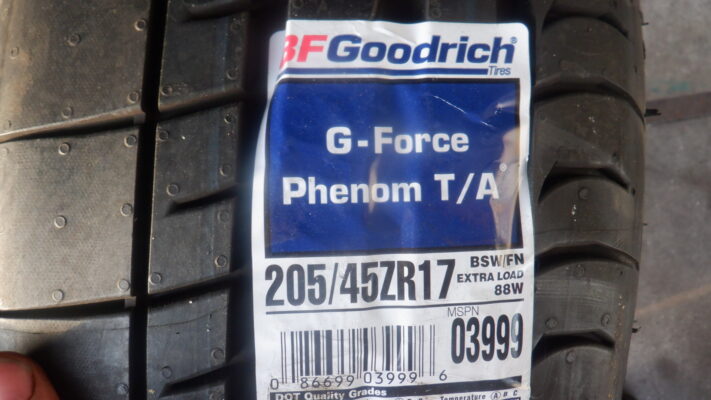 BFGoodrich®
Tires
G-Force
Phenom T/A®
205/45ZR17
BSW/FN
EXTRA LOAD
88W
MSPN
03999
0 86699 03999 6
DOT Quality Grades
Temperature A B C